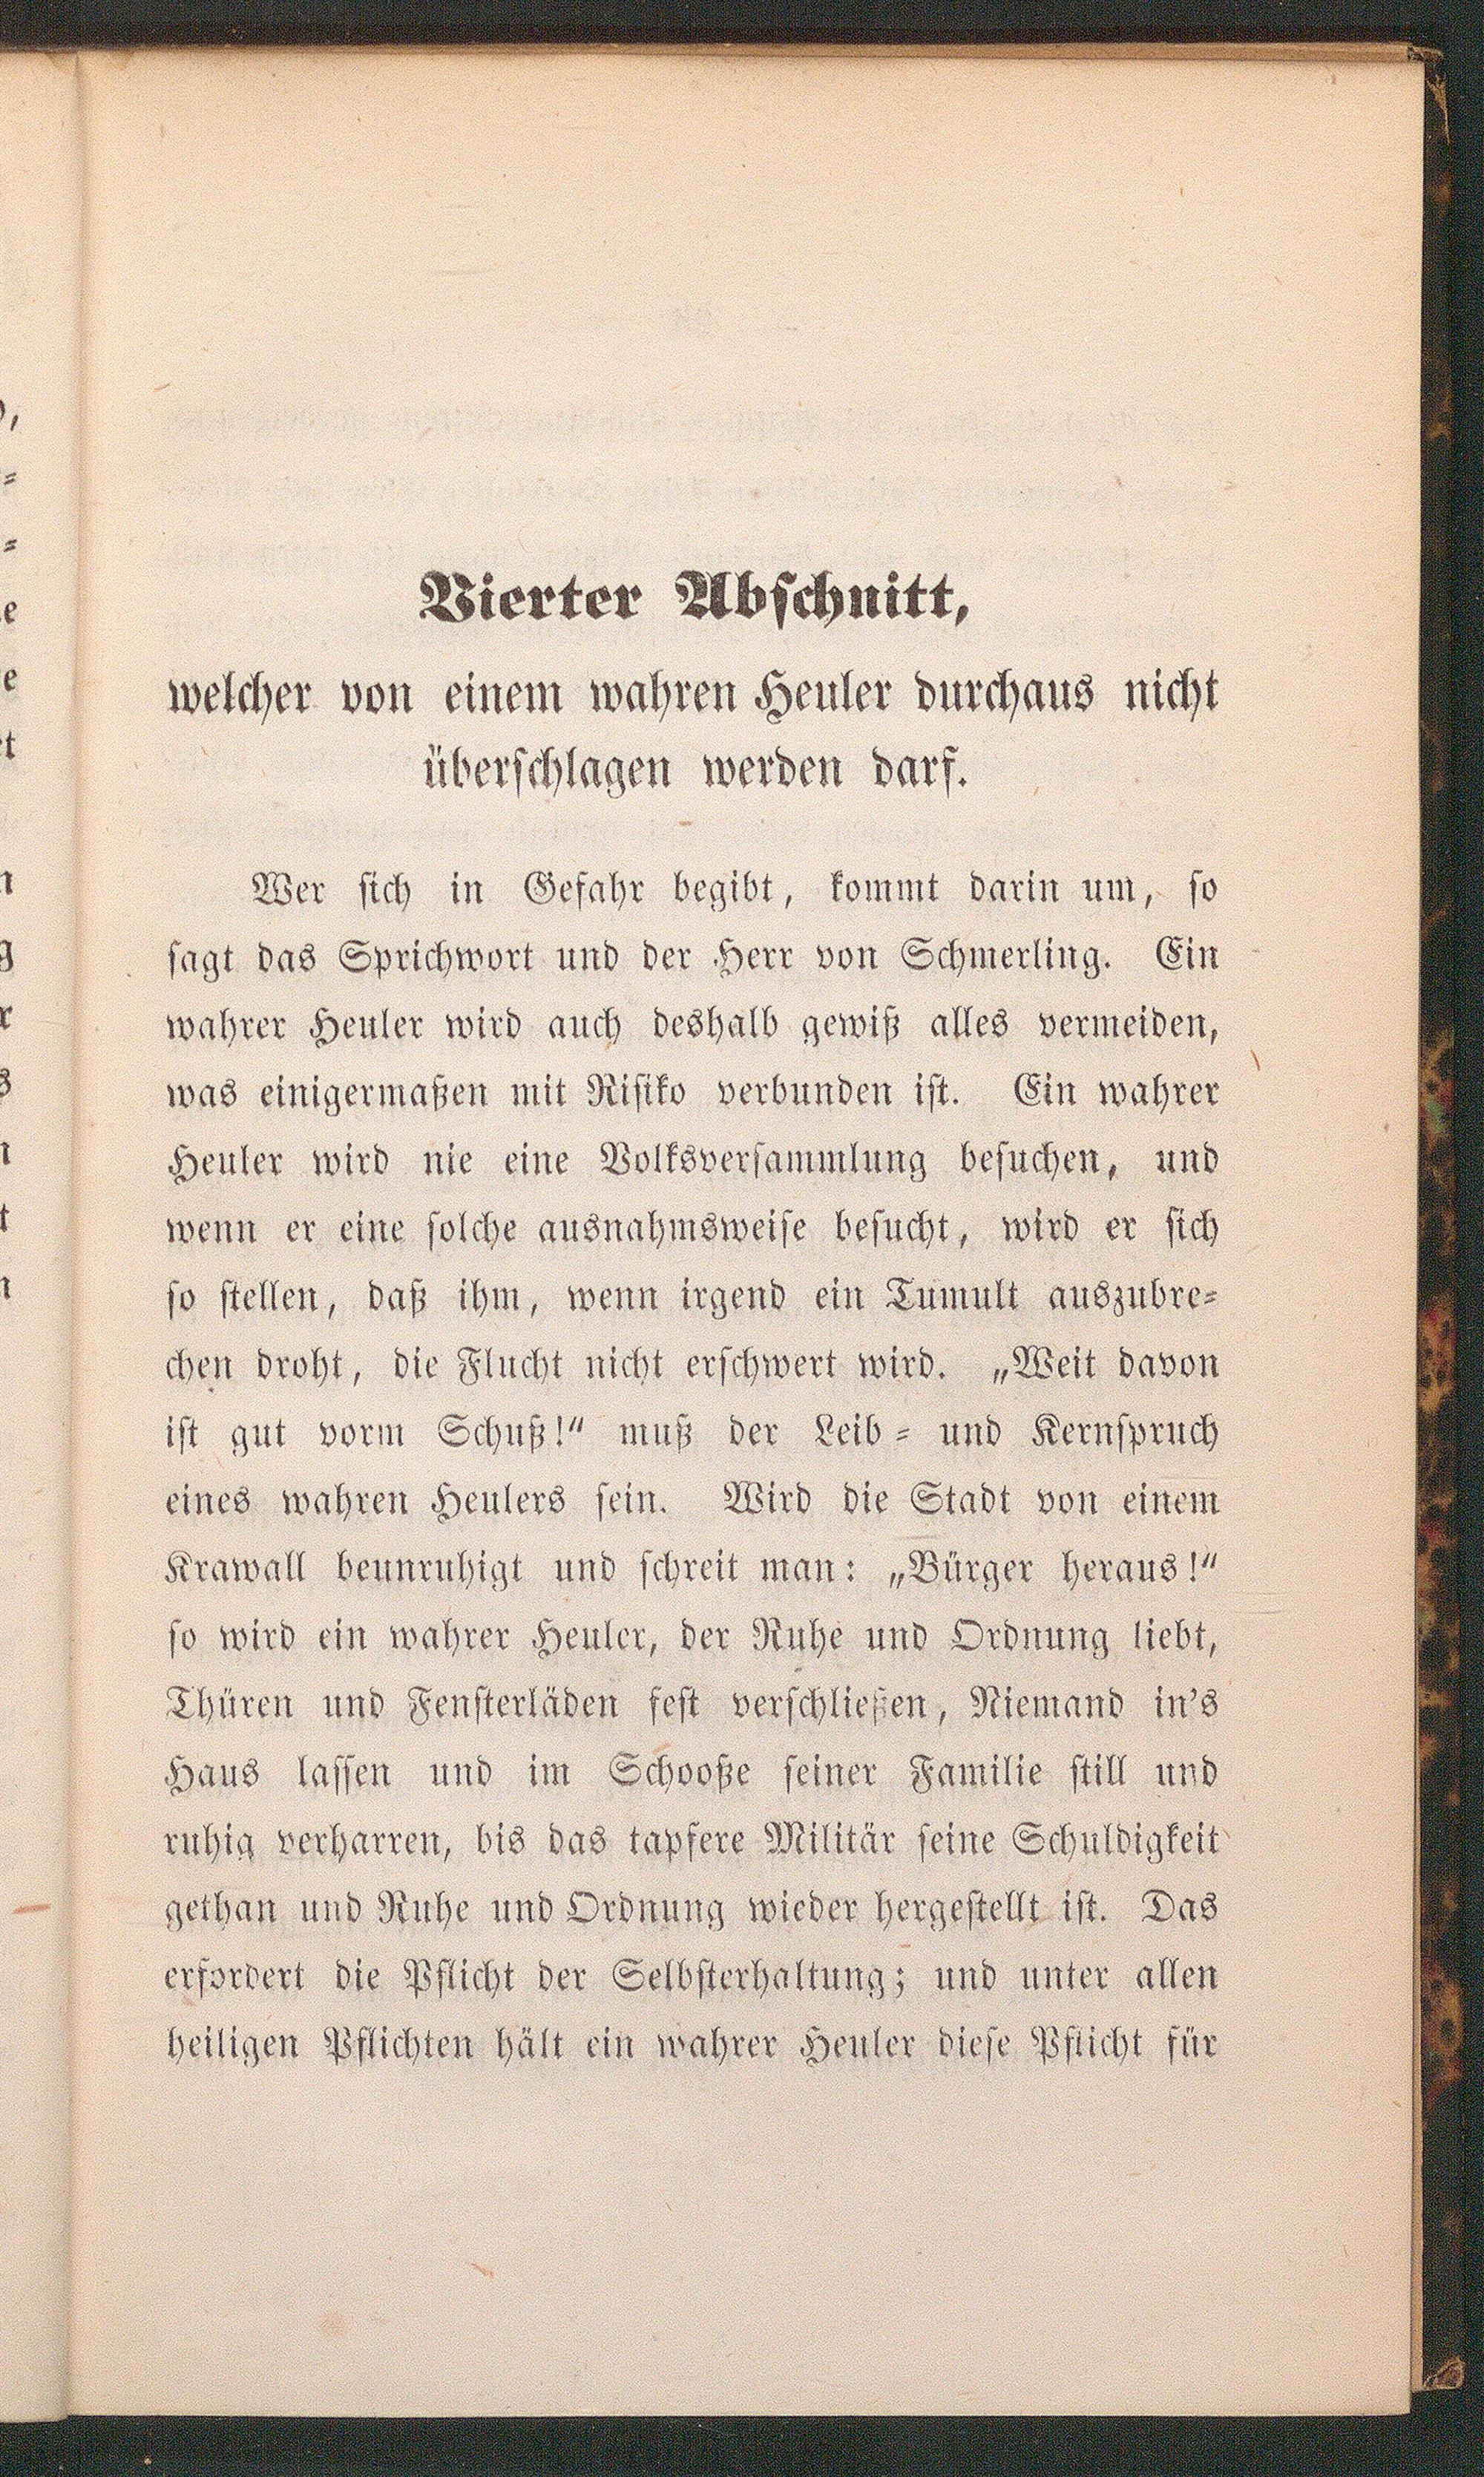 Vierter Abschnitt,
welcher von einem wahren Heuler durchaus nicht
überschlagen werden darf.
Wer sich in Gefahr begibt, kommt darin um, so
sagt das Sprichwort und der Herr von Schmerling. Ein
wahrer Heuler wird auch deshalb gewiß alles vermeiden,
was einigermaßen mit Risiko verbunden ist. Ein wahrer
Heuler wird nie eine Volksversammlung besuchen, und
wenn er eine solche ausnahmsweise besucht, wird er sich
so stellen, daß ihm, wenn irgend ein Tumult auszubre-
chen droht, die Flucht nicht erschwert wird. „Weit davon
ist gut vorm Schuß!“ muß der Leib- und Kernspruch
eines wahren Heulers sein. Wird die Stadt von einem
Krawall beunruhigt und schreit man: „Bürger heraus!“
so wird ein wahrer Heuler, der Ruhe und Ordnung liebt,
Thüren und Fensterläden fest verschließen, Niemand in's
Haus lassen und im Schooße seiner Familie still und
ruhig verharren, bis das tapfere Militär seine Schuldigkeit
gethan und Ruhe und Ordnung wieder hergestellt ist. Das
erfordert die Pflicht der Selbsterhaltung; und unter allen
heiligen Pflichten hält ein wahrer Heuler diese Pflicht für